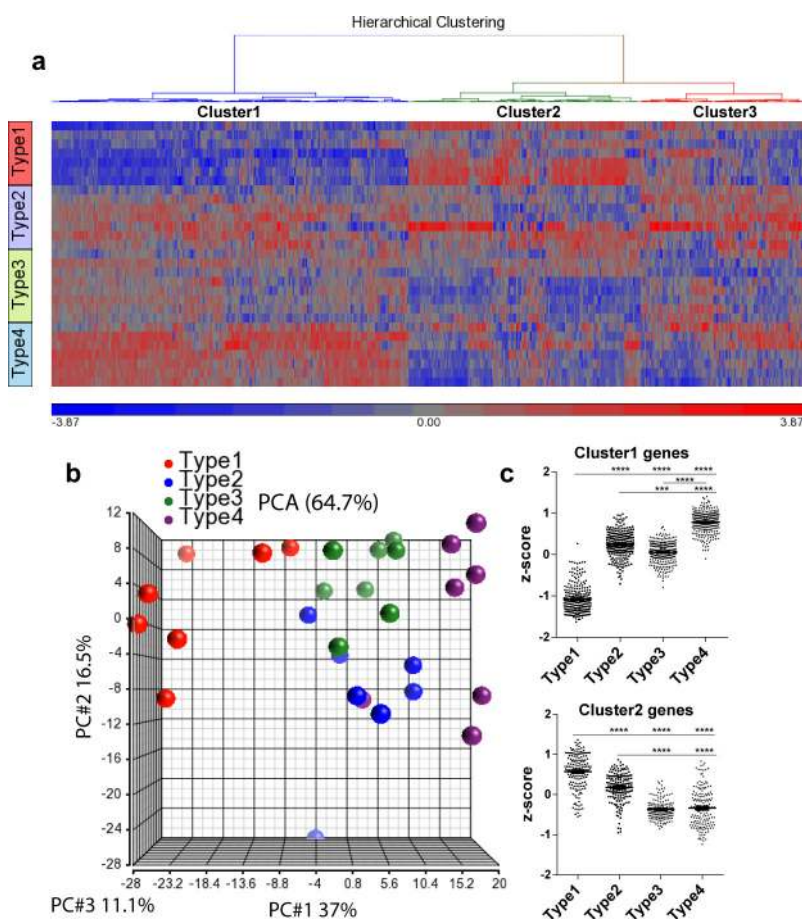 Hierarchical Clustering
a
Cluster1 Cluster2 Cluster3
Type1
Type2
Type3
Type4
-3.87 0.00 3.87
b
Type1
Type2
Type3
Type4
PCA (64.7%)
12
8
4
0
-4
-8
-12
-16
-20
-24
-28
PC#2 16.5%
-28 -23.2 -18.4 -13.6 -8.8 -4 0.8 5.6 10.4 15.2 20
PC#3 11.1% PC#1 37%
c
Cluster1 genes
**** **** ****
****
*** ****
2
1
0
-1
-2
z-score
Type1 Type2 Type3 Type4
Cluster2 genes
**** **** ****
**** ****
2
1
0
-1
-2
z-score
Type1 Type2 Type3 Type4